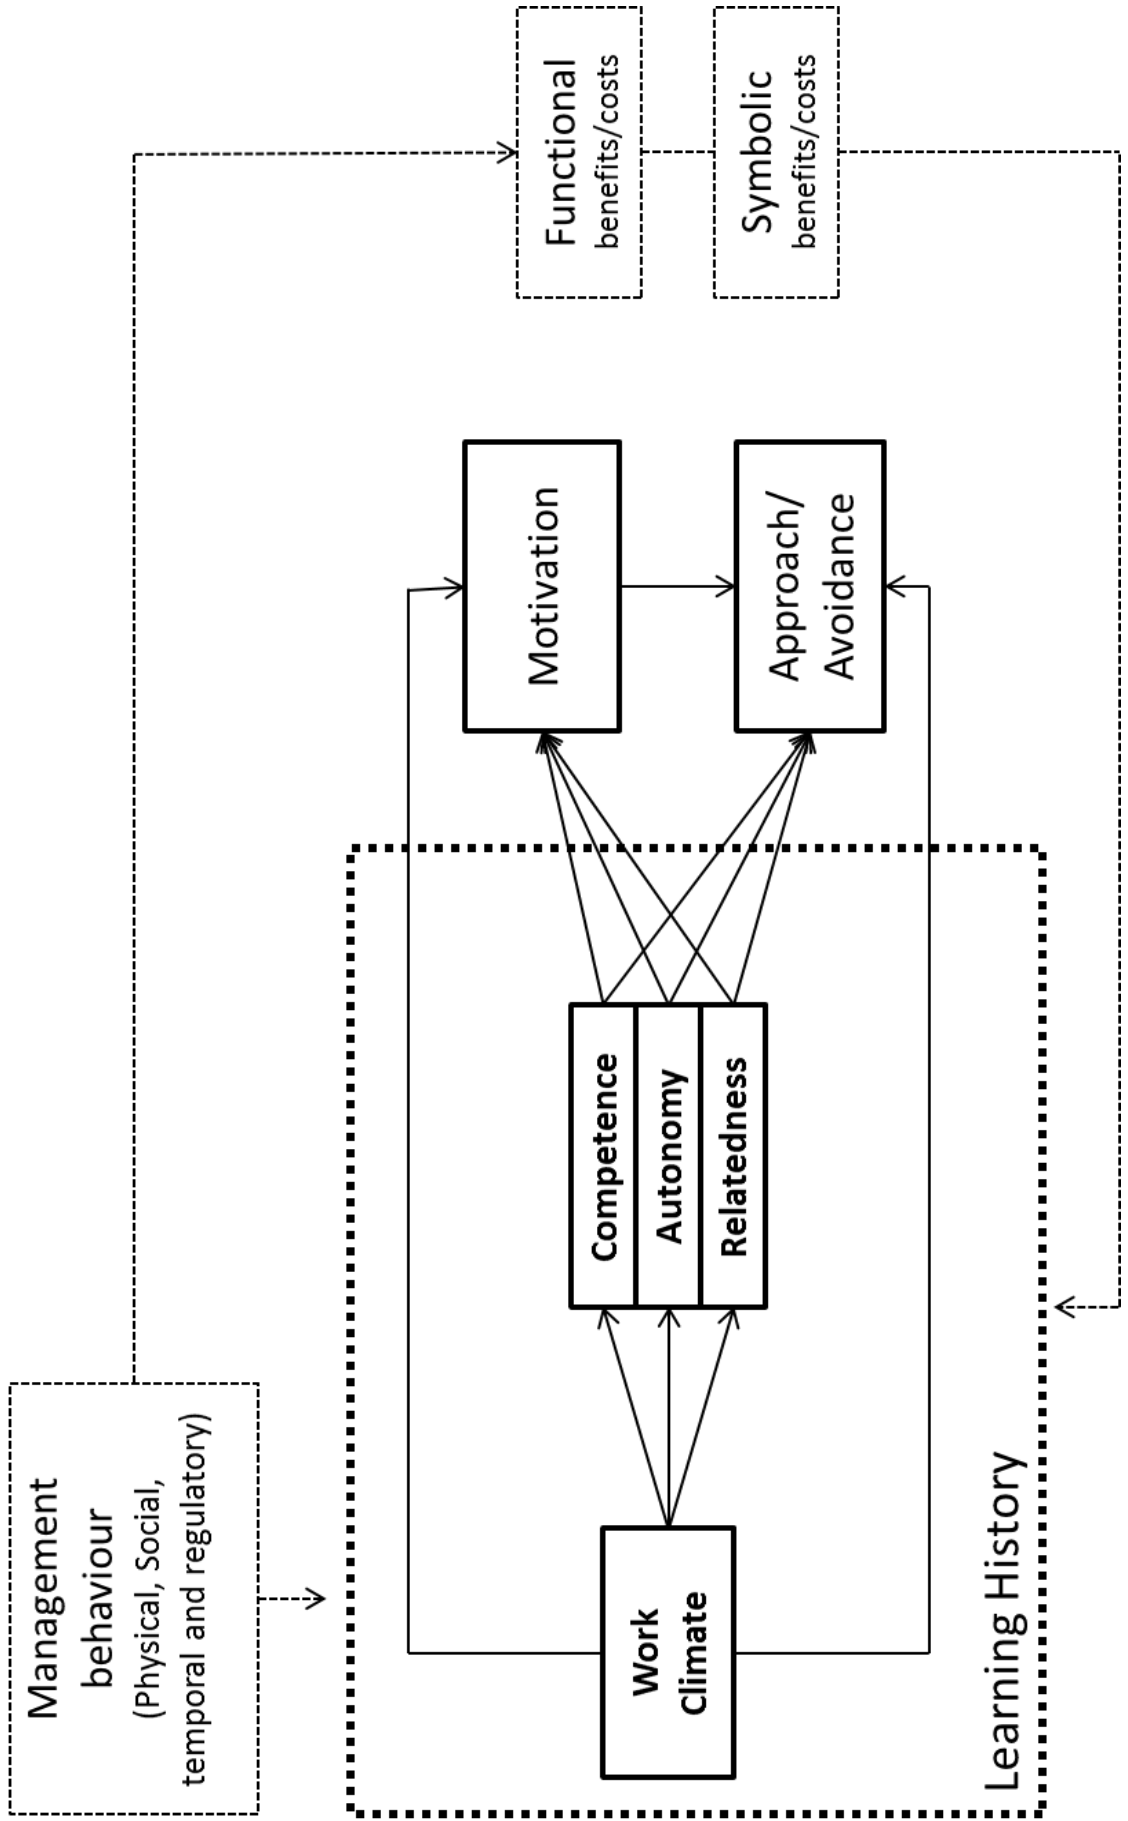 Management
behaviour
(Physical, Social,
temporal and regulatory)
Functional
benefits/costs
Symbolic
benefits/costs
Work
Climate
Competence
Autonomy
Relatedness
Motivation
Approach/
Avoidance
Learning History